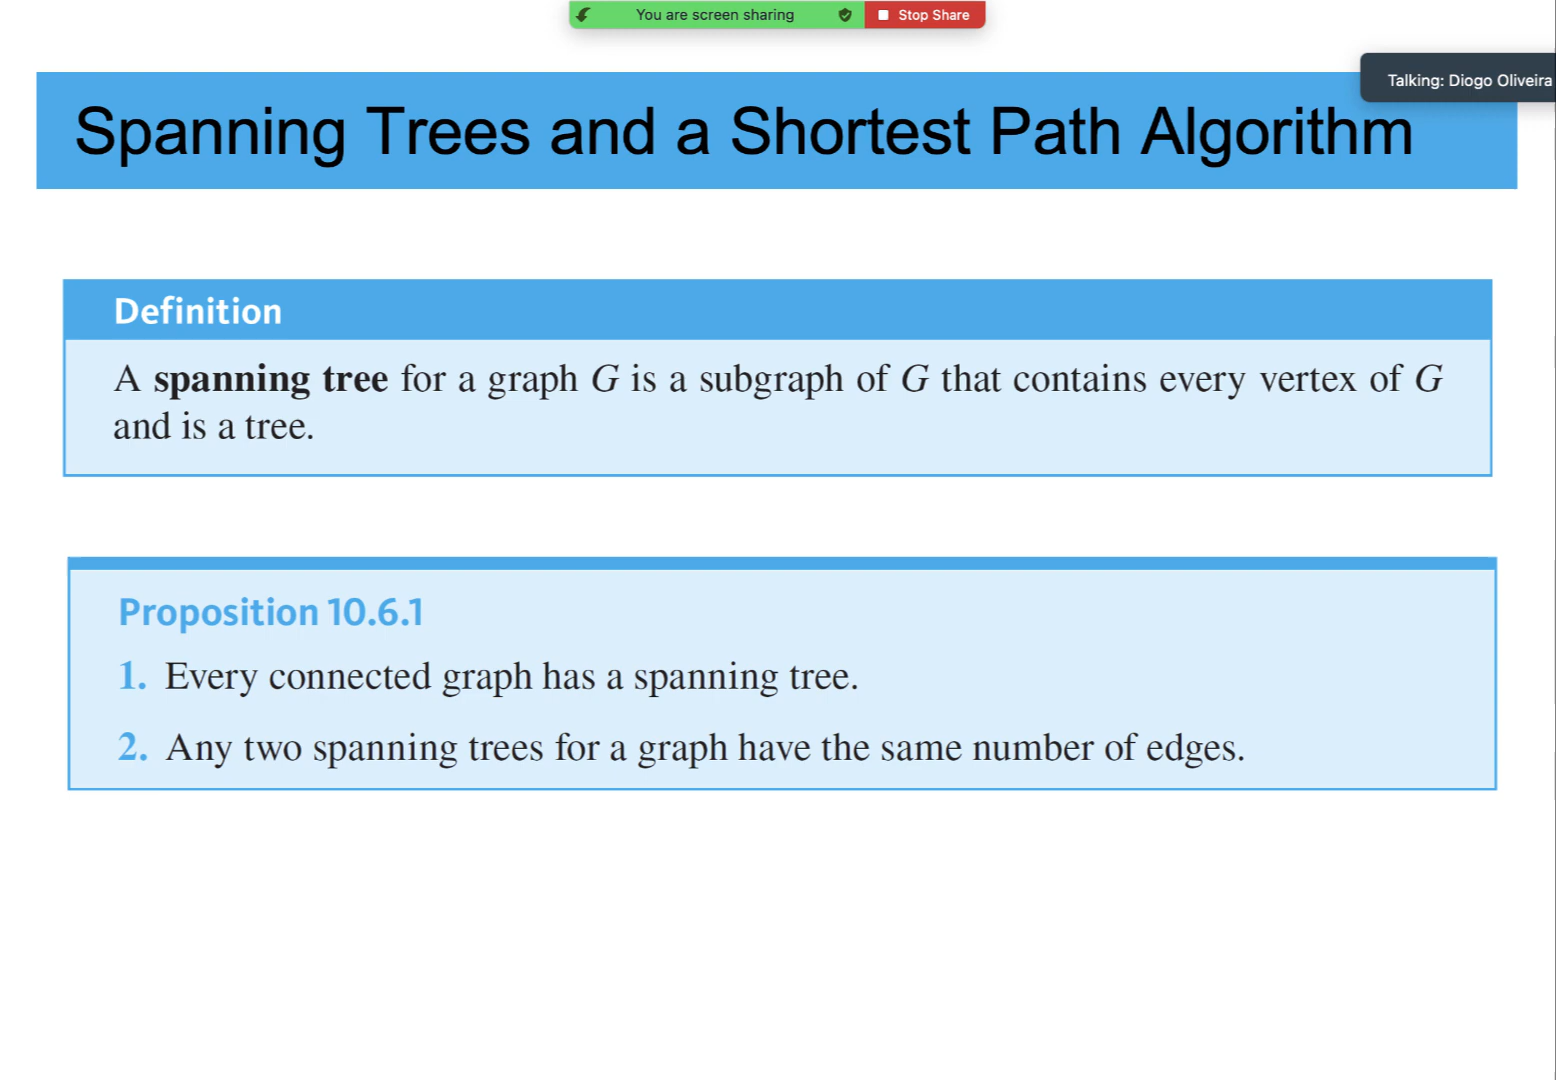 You are screen sharing
Stop Share
Talking: Diogo Oliveira
Spanning Trees and a Shortest Path Algorithm
Definition
A spanning tree for a graph G is a subgraph of G that contains every vertex of G
and is a tree.
Proposition 10.6.1
1. Every connected graph has a spanning tree.
2. Any two spanning trees for a graph have the same number of edges.